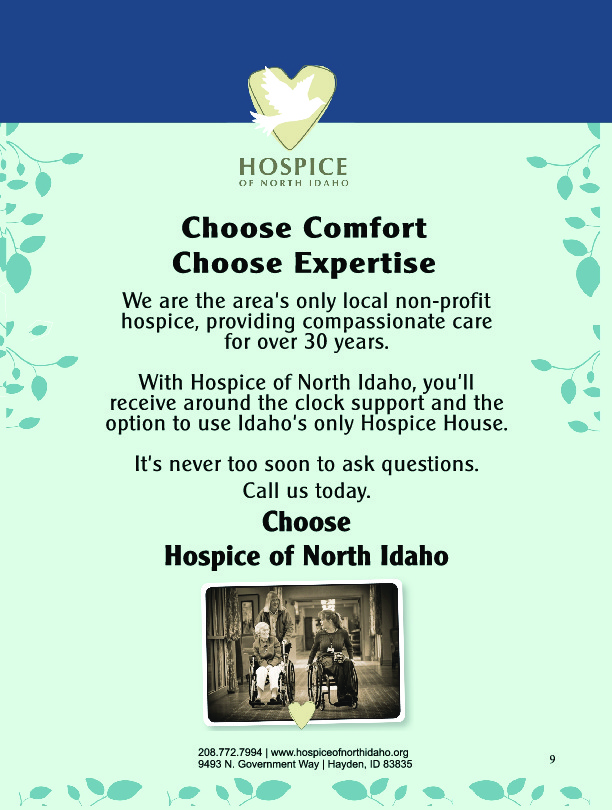 HOSPICE
OF NORTH IDAHO
Choose Comfort
Choose Expertise
We are the area's only local non-profit
hospice, providing compassionate care
for over 30 years.
With Hospice of North Idaho, you'll
receive around the clock support and the
option to use Idaho's only Hospice House.
It's never too soon to ask questions.
Call us today.
Choose
Hospice of North Idaho
208.772.7994 | www.hospiceofnorthidaho.org
9493 N. Government Way | Hayden, ID 83835
9